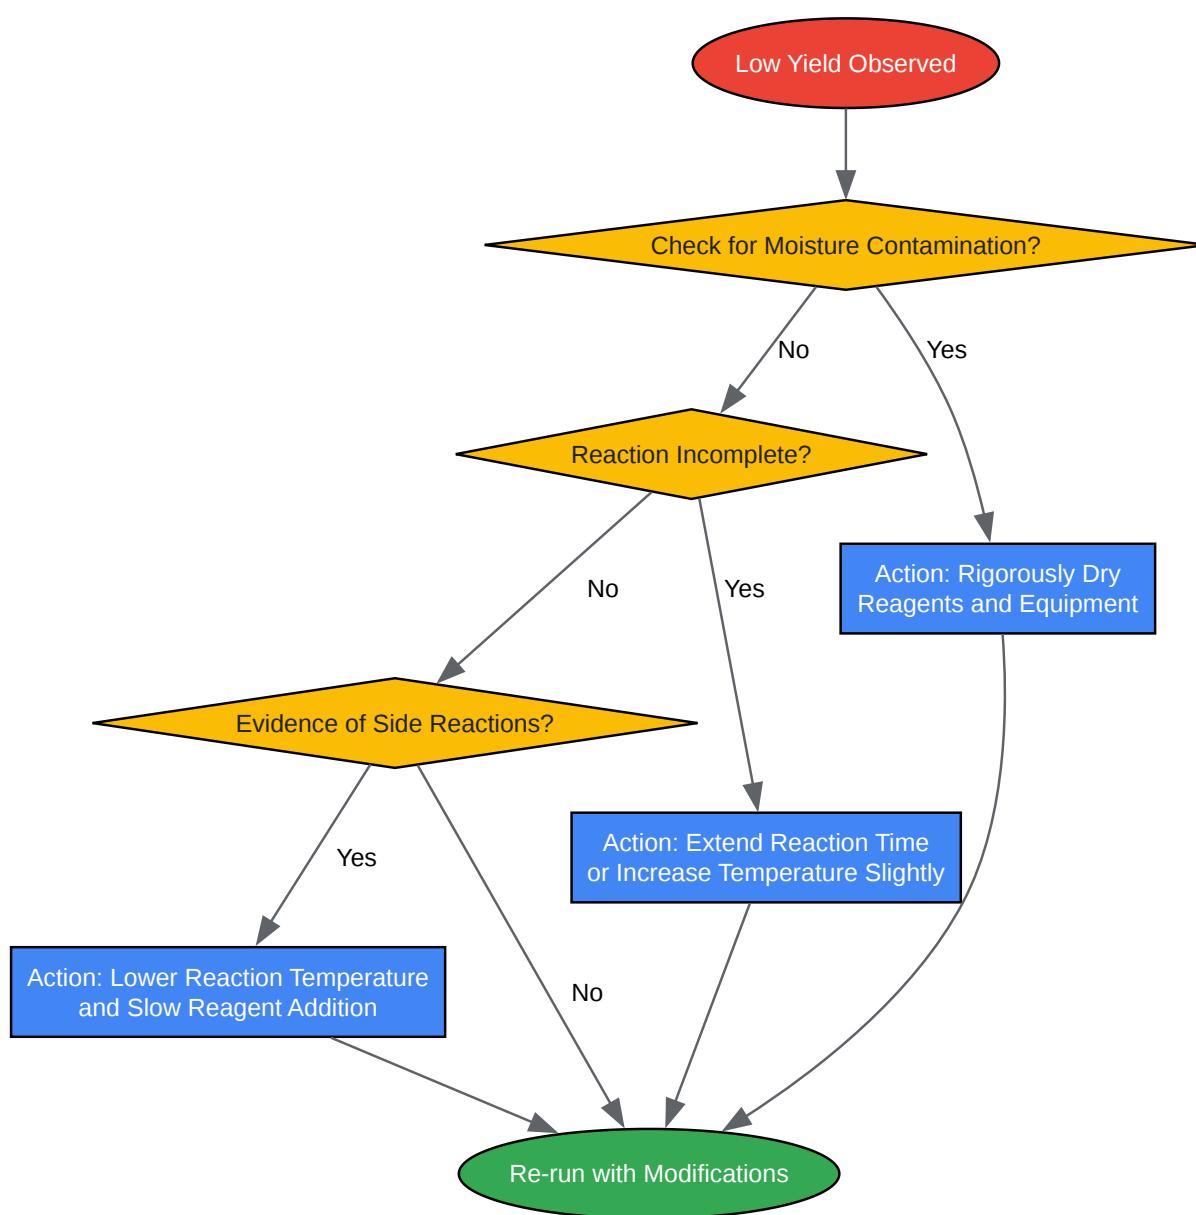 Low Yield Observed
Check for Moisture Contamination?
No
Yes
Reaction Incomplete?
Action: Rigorously Dry
Reagents and Equipment
No
Yes
Evidence of Side Reactions?
Action: Extend Reaction Time
or Increase Temperature Slightly
Yes
Action: Lower Reaction Temperature
and Slow Reagent Addition
No
Re-run with Modifications